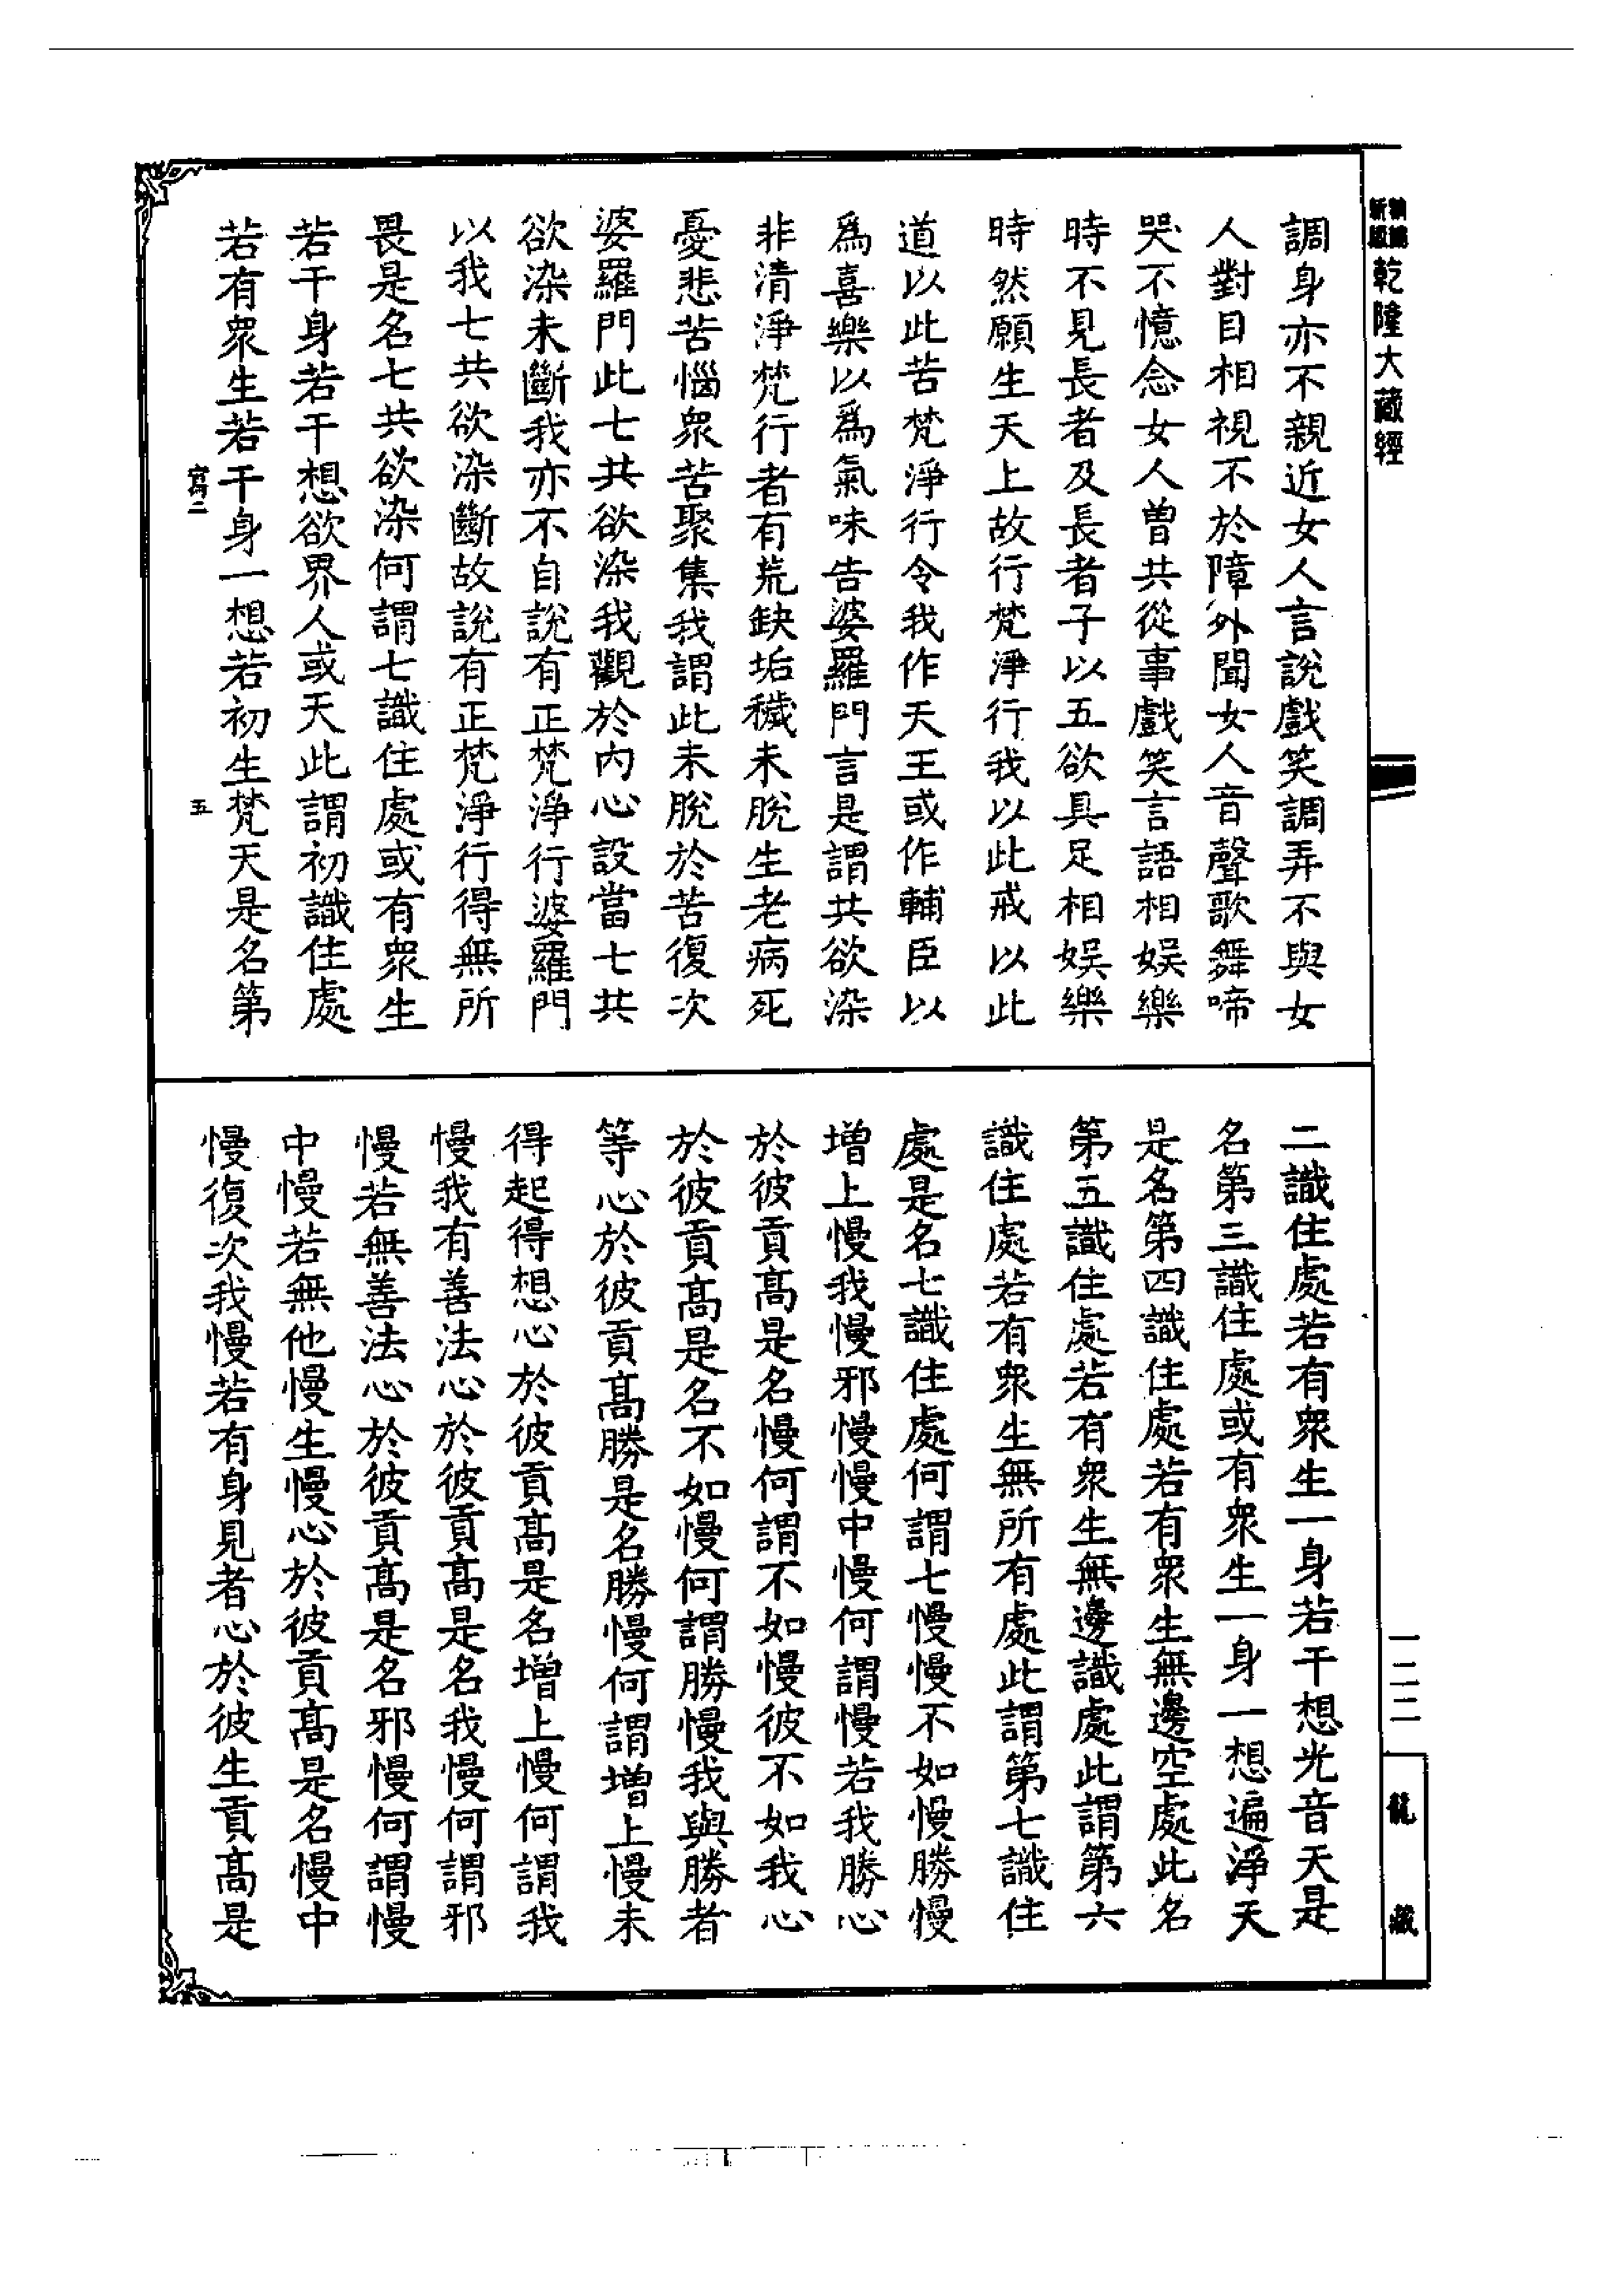 新編
縮版
乾隆大藏經
調身亦不親近女人言說戲笑調弄不與女
人對目相視不於障外聞女人音聲歌舞啼
哭不憶念女人曾共從事戲笑言語相娛樂
時不見長者及長者子以五欲具足相娛樂
時然願生天上故行梵淨行我以此戒以此
道以此苦梵淨行令我作天王或作輔臣以
為喜樂以為氣味告婆羅門言是謂共欲染
非清淨梵行者有荒缺垢穢未脫生老病死
憂悲苦惱衆苦聚集我謂此未脫於苦復次
婆羅門此七共欲染我觀於內心設當七共
欲染未斷我亦不自說有正梵淨行婆羅門
以我七共欲染斷故說有正梵淨行得無所
畏是名七共欲染何謂七識住處或有衆生
若干身若干想欲界人或天此謂初識住處
若有衆生若干身一想若初生梵天是名第
五
二識住處若有衆生一身若干想光音天是
名第三識住處或有衆生一身一想遍淨天
是名第四識住處若有衆生無邊空處此名
第五識住處若有衆生無邊識處此謂第六
識住處若有衆生無所有處此謂第七識住
處是名七識住處何謂七慢慢不如慢勝慢
增上慢我慢邪慢慢中慢何謂慢若我勝心
於彼貢高是名慢何謂不如慢彼不如我心
於彼貢高是名不如慢何謂勝慢我與勝者
等心於彼貢高勝是名勝慢何謂增上慢未
得起得想心於彼貢高是名增上慢何謂我
慢我有善法心於彼貢高是名我慢何謂邪
慢若無善法心於彼貢高是名邪慢何謂慢
中慢若無他慢生慢心於彼貢高是名慢中
慢復次我慢若有身見者心於彼生貢高是
一二二
龍藏